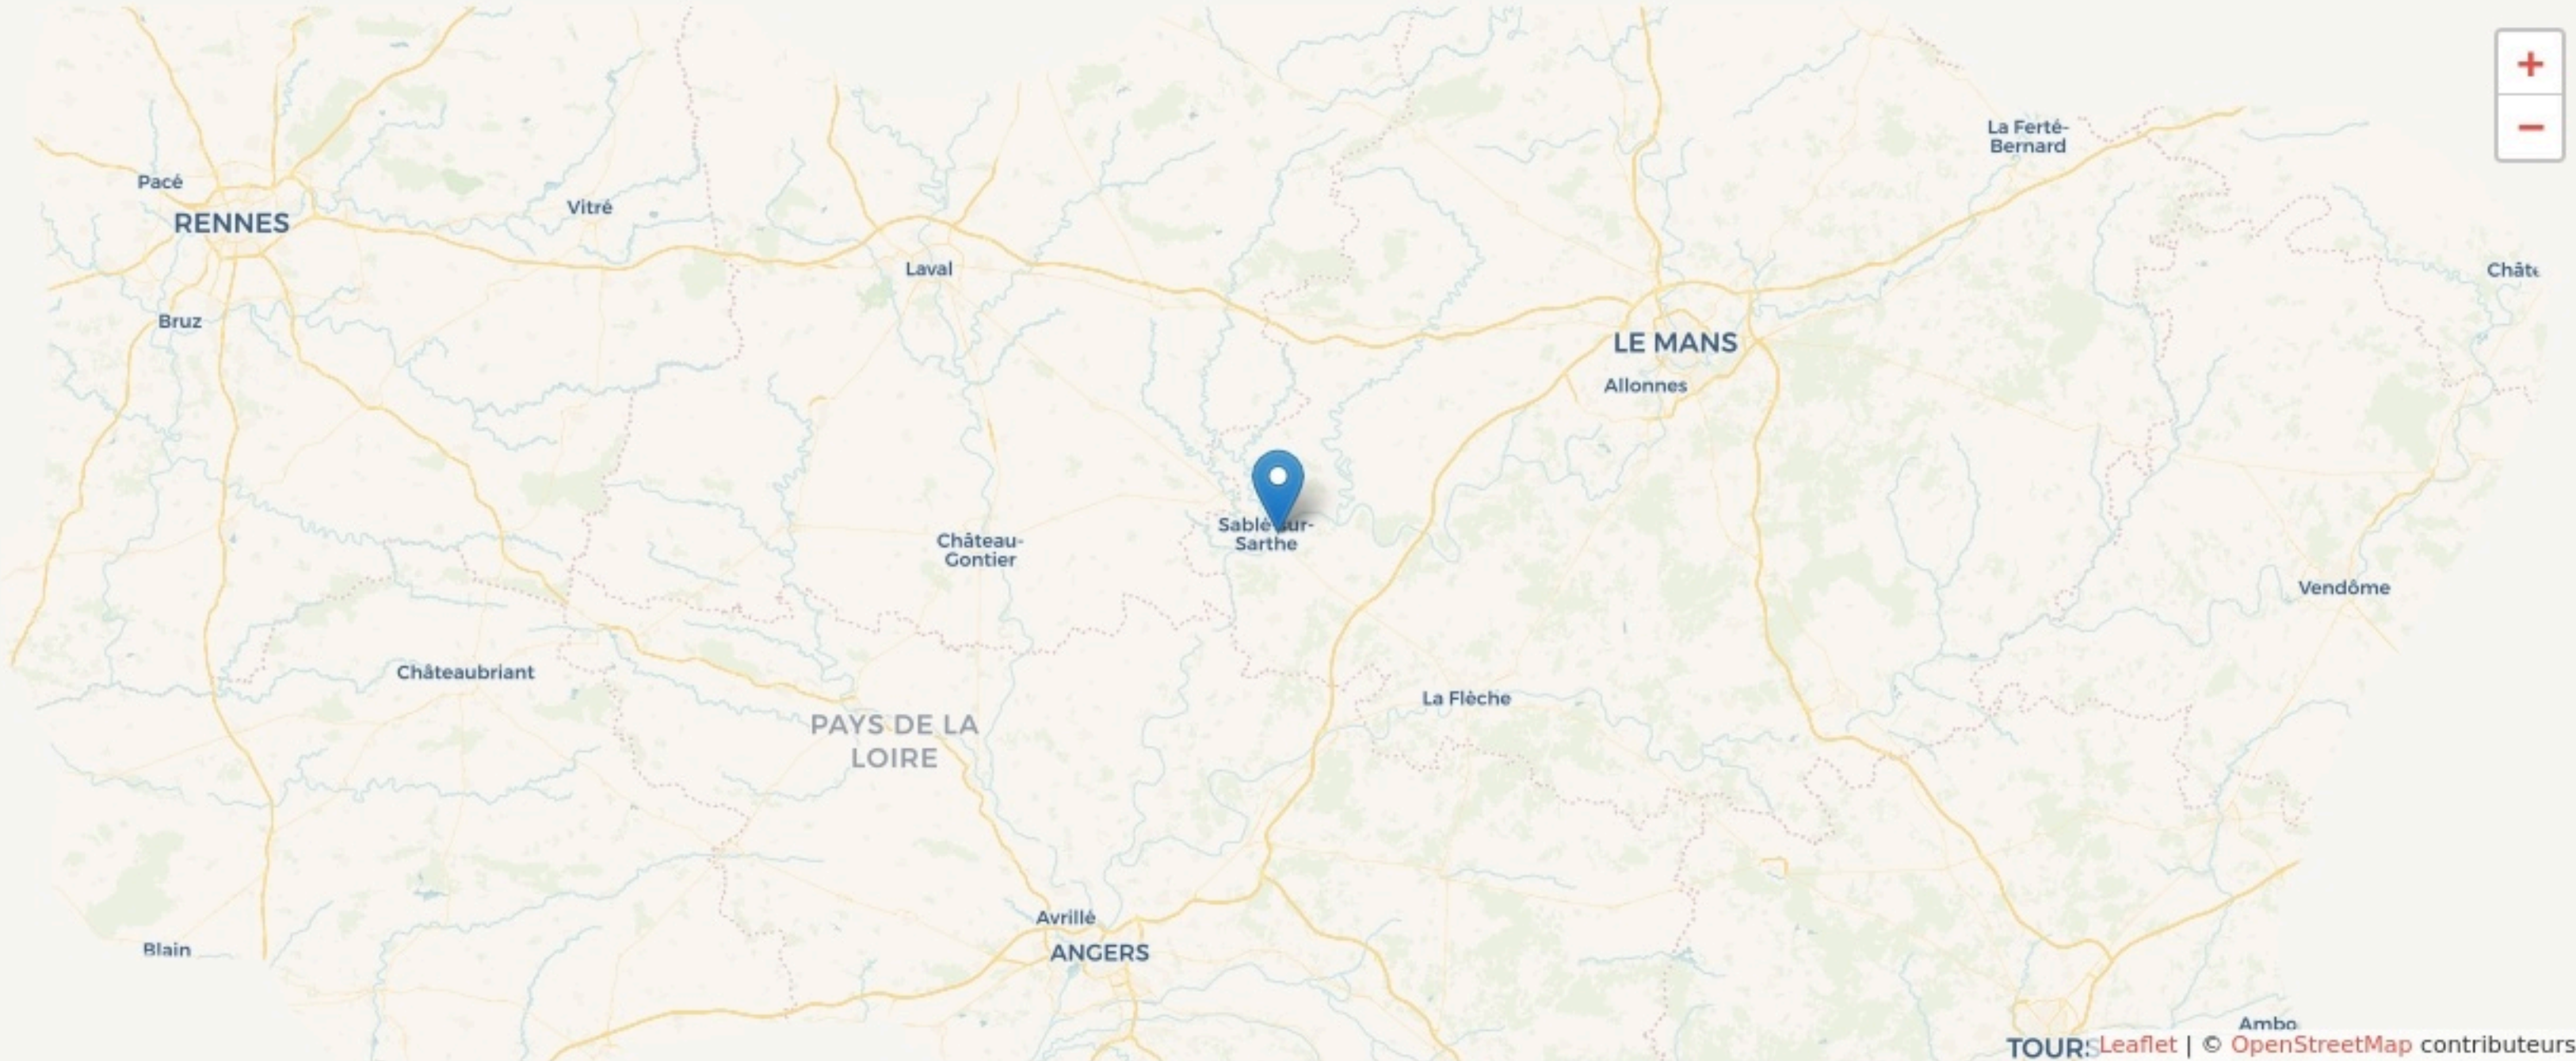 +
−
La Ferté-
Bernard
Pacé
Vitré
RENNES
Laval
Châte
Bruz
LE MANS
Allonnes
Sablé-sur-
Sarthe
Château-
Gontier
Vendôme
Châteaubriant
La Flèche
PAYS DE LA
LOIRE
Avrillé
ANGERS
Blain
Ambo
TOURS
Leaflet | © OpenStreetMap contributeurs